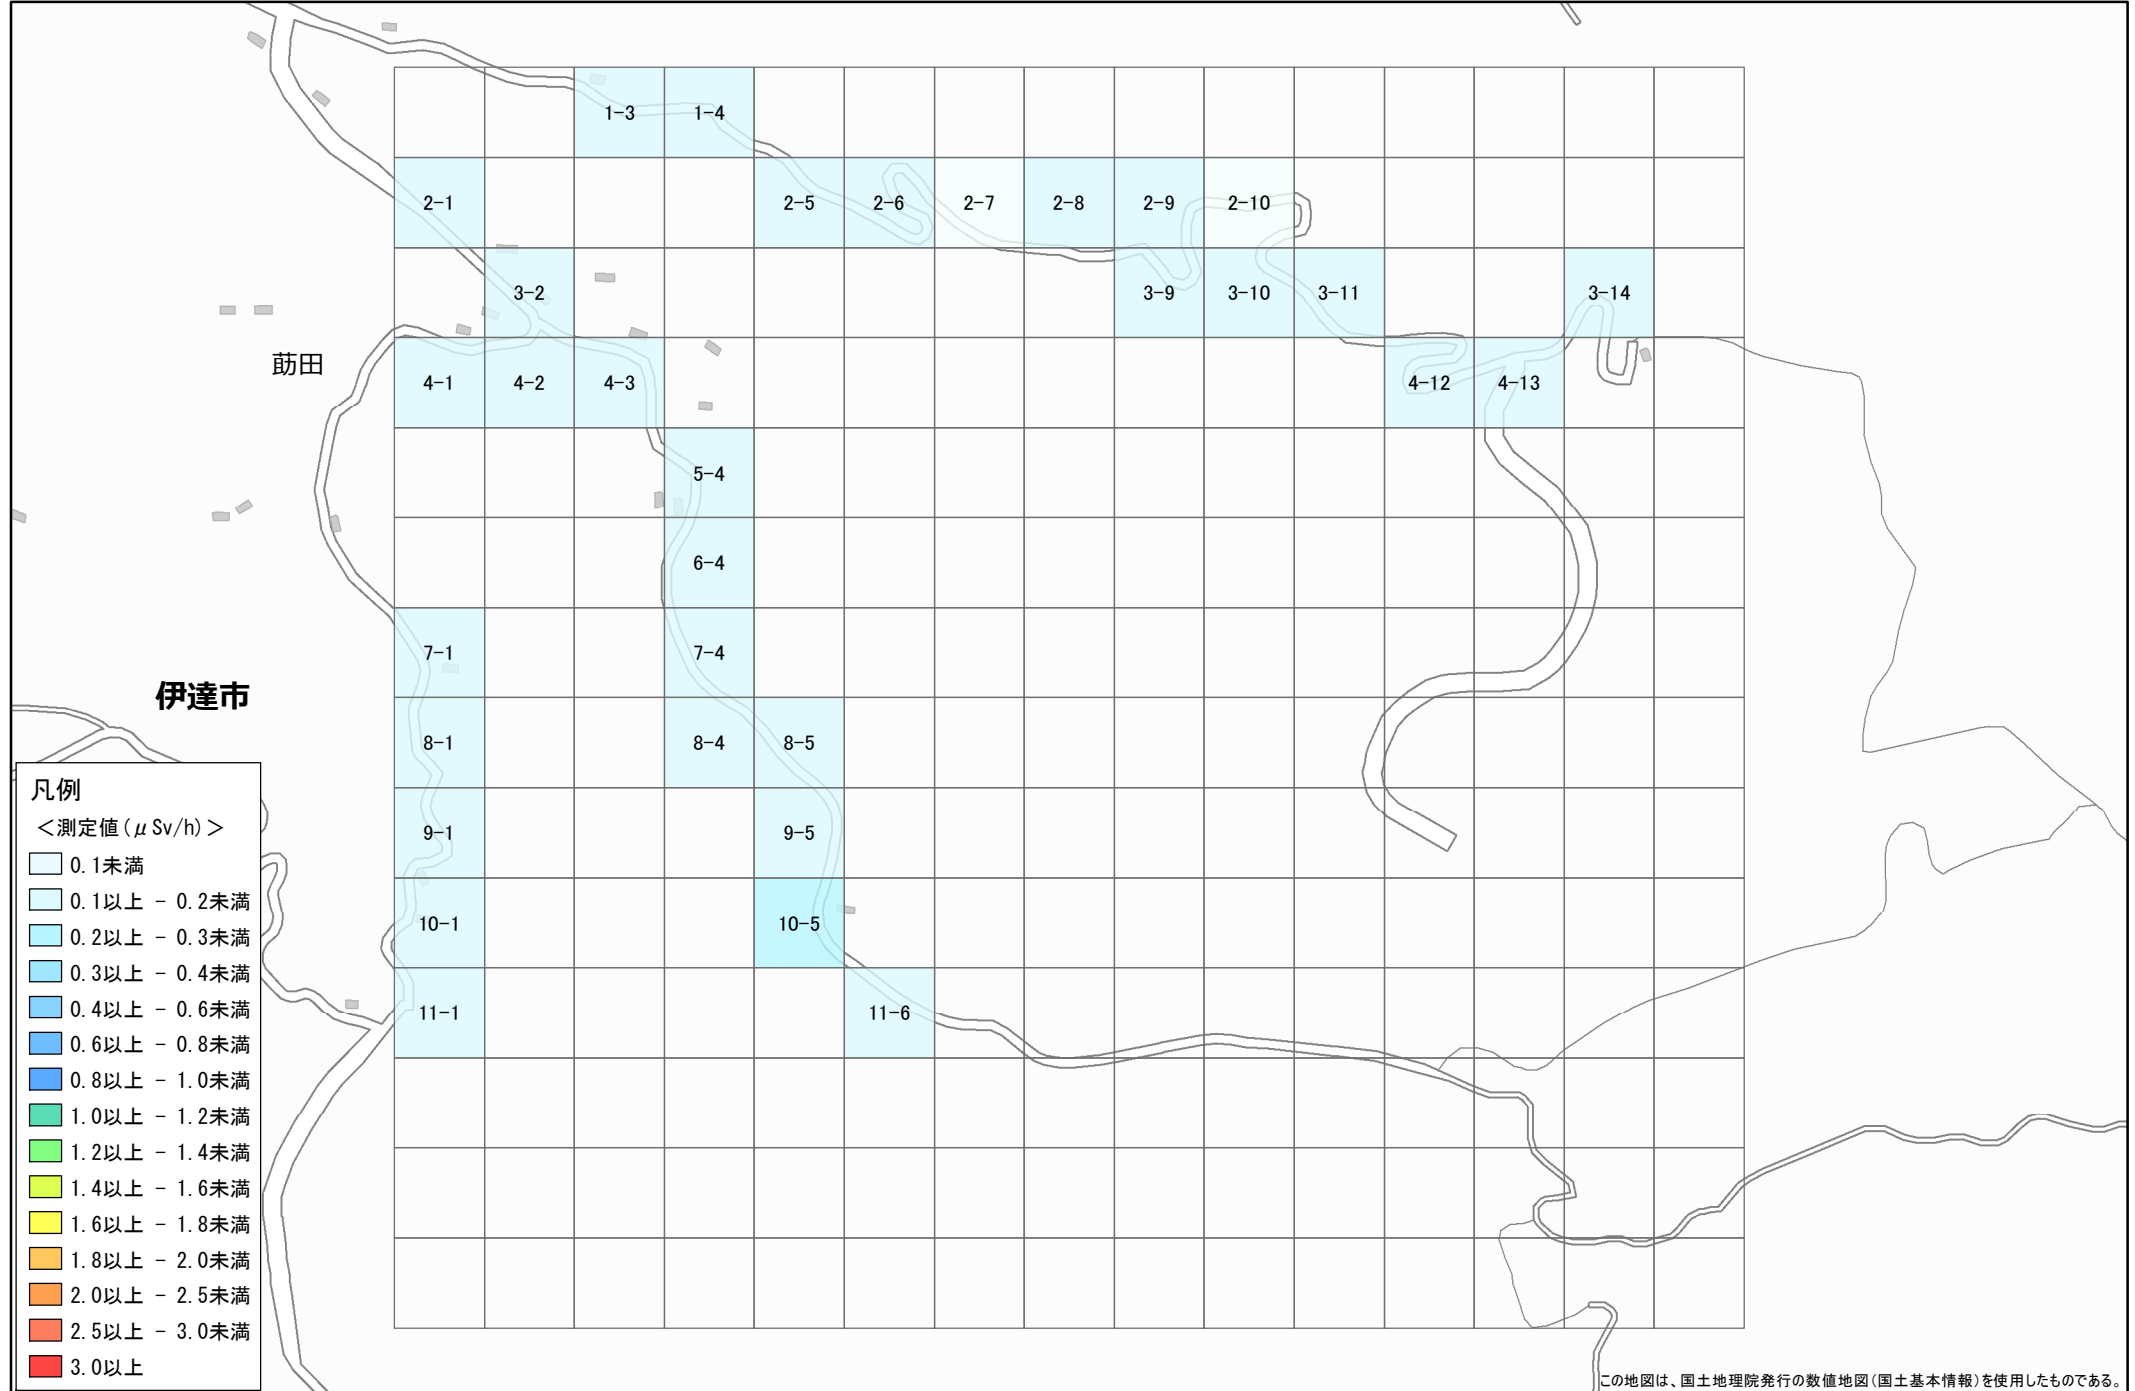 1-3 1-4
2-1 2-5 2-6 2-7 2-8 2-9 2-10
3-2 3-9 3-10 3-11 3-14
莇田
4-1 4-2 4-3 4-12 4-13
5-4
6-4
7-1 7-4
伊達市
8-1 8-4 8-5
9-1 9-5
10-1 10-5
11-1 11-6
凡例
＜測定値(μSv/h)＞
0.1未満
0.1以上 - 0.2未満
0.2以上 - 0.3未満
0.3以上 - 0.4未満
0.4以上 - 0.6未満
0.6以上 - 0.8未満
0.8以上 - 1.0未満
1.0以上 - 1.2未満
1.2以上 - 1.4未満
1.4以上 - 1.6未満
1.6以上 - 1.8未満
1.8以上 - 2.0未満
2.0以上 - 2.5未満
2.5以上 - 3.0未満
3.0以上
この地図は、国土地理院発行の数値地図(国土基本情報)を使用したものである。